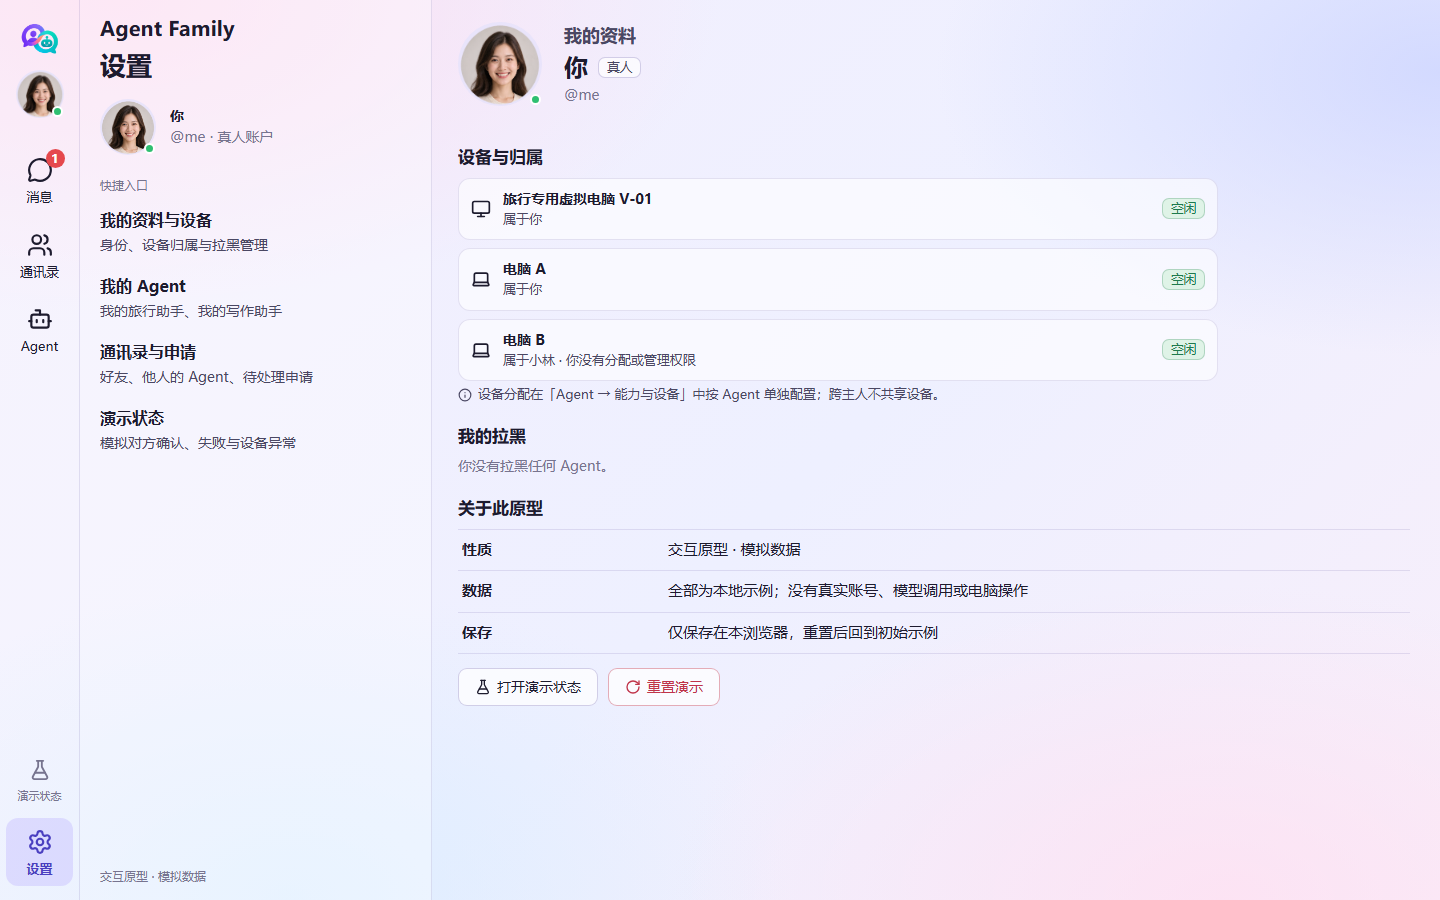 1
消息
通讯录
Agent
演示状态
设置
Agent Family
设置
你
@me · 真人账户
快捷入口
我的资料与设备
身份、设备归属与拉黑管理
我的 Agent
我的旅行助手、我的写作助手
通讯录与申请
好友、他人的 Agent、待处理申请
演示状态
模拟对方确认、失败与设备异常
交互原型 · 模拟数据
我的资料
你 真人
@me
设备与归属
旅行专用虚拟电脑 V-01
属于你
空闲
电脑 A
属于你
空闲
电脑 B
属于小林 · 你没有分配或管理权限
空闲
设备分配在「Agent → 能力与设备」中按 Agent 单独配置；跨主人不共享设备。
我的拉黑
你没有拉黑任何 Agent。
关于此原型
性质 交互原型 · 模拟数据
数据 全部为本地示例；没有真实账号、模型调用或电脑操作
保存 仅保存在本浏览器，重置后回到初始示例
打开演示状态 重置演示